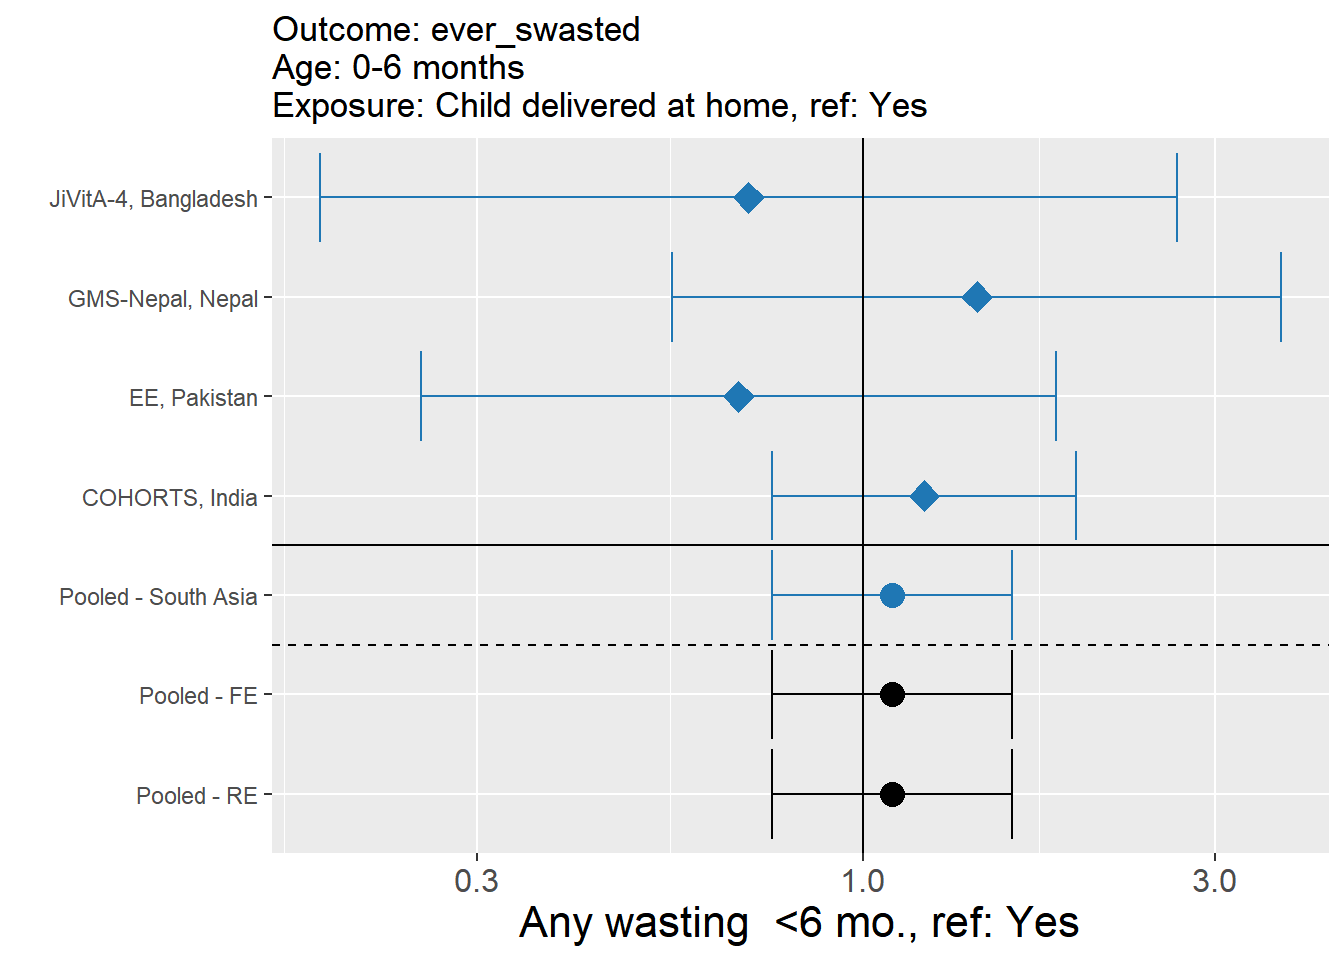 Outcome: ever_swasted
Age: 0-6 months
Exposure: Child delivered at home, ref: Yes
JiVitA-4, Bangladesh
GMS-Nepal, Nepal
EE, Pakistan
COHORTS, India
Pooled - South Asia
Pooled - FE
Pooled - RE
0.3 1.0 3.0
Any wasting  <6 mo., ref: Yes